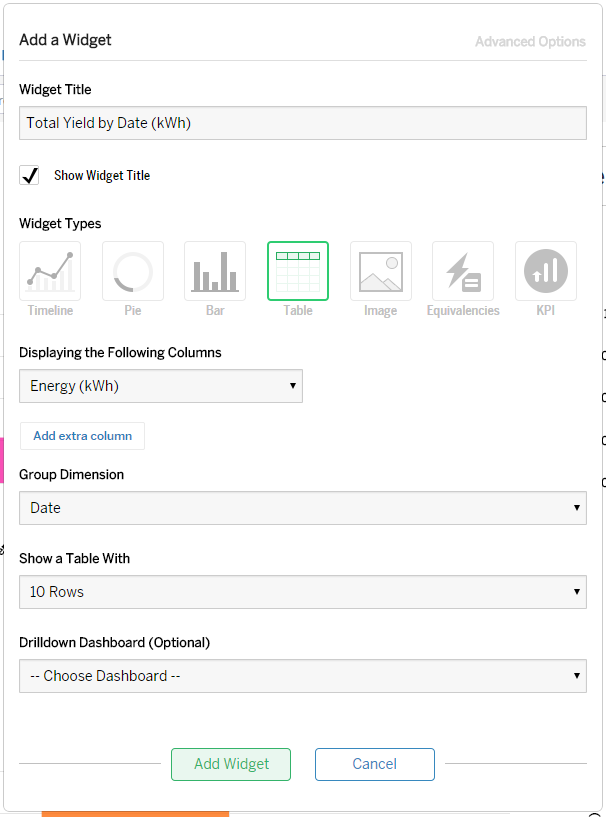 Add a Widget
Advanced Options
Widget Title
Total Yield by Date (kWh)
Show Widget Title
Widget Types
Timeline Pie Bar Table Image Equivalencies KPI
Displaying the Following Columns
Energy (kWh)
Add extra column
Group Dimension
Date
Show a Table With
10 Rows
Drilldown Dashboard (Optional)
-- Choose Dashboard --
Add Widget Cancel